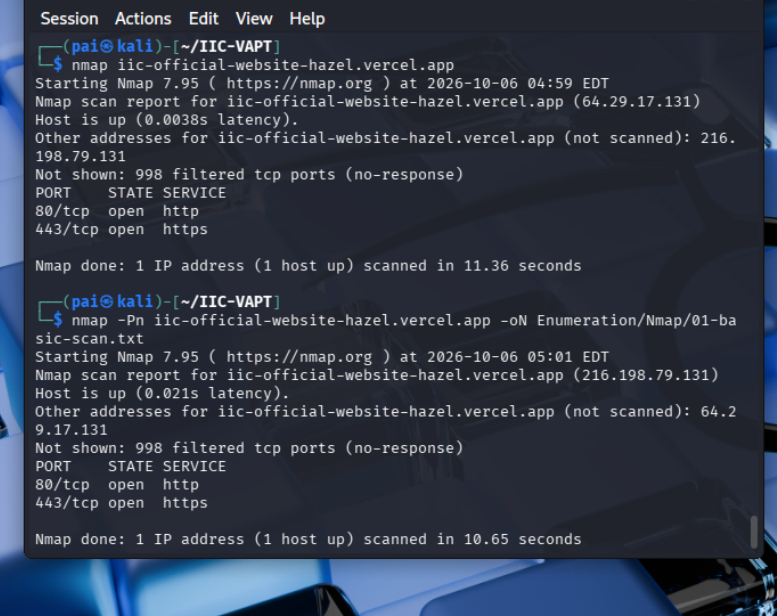 Session Actions Edit View Help
┌──(pai㉿kali)-[~/IIC-VAPT]
└─$ nmap iic-official-website-hazel.vercel.app
Starting Nmap 7.95 ( https://nmap.org ) at 2026-10-06 04:59 EDT
Nmap scan report for iic-official-website-hazel.vercel.app (64.29.17.131)
Host is up (0.0038s latency).
Other addresses for iic-official-website-hazel.vercel.app (not scanned): 216.
198.79.131
Not shown: 998 filtered tcp ports (no-response)
PORT    STATE SERVICE
80/tcp  open  http
443/tcp open  https
Nmap done: 1 IP address (1 host up) scanned in 11.36 seconds
┌──(pai㉿kali)-[~/IIC-VAPT]
└─$ nmap -Pn iic-official-website-hazel.vercel.app -oN Enumeration/Nmap/01-ba
sic-scan.txt
Starting Nmap 7.95 ( https://nmap.org ) at 2026-10-06 05:01 EDT
Nmap scan report for iic-official-website-hazel.vercel.app (216.198.79.131)
Host is up (0.021s latency).
Other addresses for iic-official-website-hazel.vercel.app (not scanned): 64.2
9.17.131
Not shown: 998 filtered tcp ports (no-response)
PORT    STATE SERVICE
80/tcp  open  http
443/tcp open  https
Nmap done: 1 IP address (1 host up) scanned in 10.65 seconds